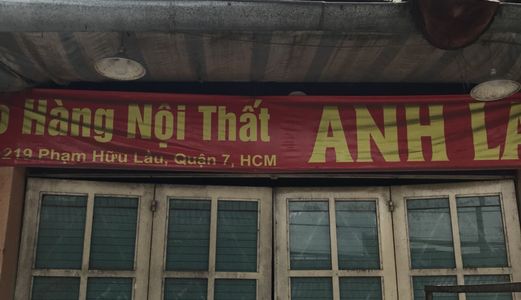 Hàng Nội Thất
219 Phạm Hữu Lầu, Quận 7, HCM
ANH